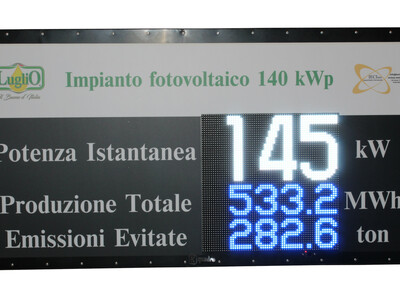 LugliO
Impianto fotovoltaico 140 kWp
Potenza Istantanea 145 kW
Produzione Totale 533.2 MWh
Emissioni Evitate 282.6 ton